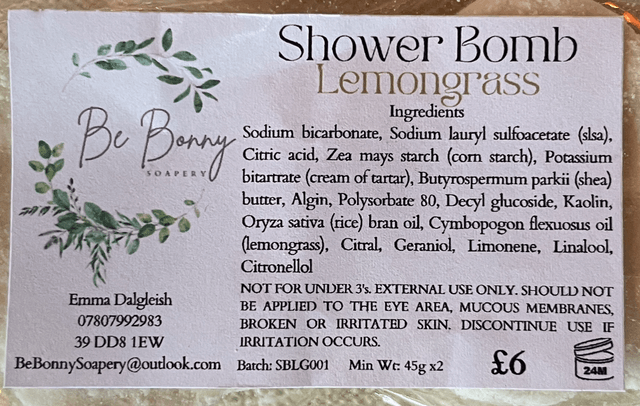 Shower Bomb
Lemongrass
Be Bonny
SOAPERY
Ingredients
Sodium bicarbonate, Sodium lauryl sulfoacetate (slsa),
Citric acid, Zea mays starch (corn starch), Potassium
bitartrate (cream of tartar), Butyrospermum parkii (shea)
butter, Algin, Polysorbate 80, Decyl glucoside, Kaolin,
Oryza sativa (rice) bran oil, Cymbopogon flexuosus oil
(lemongrass), Citral, Geraniol, Limonene, Linalool,
Citronellol
NOT FOR UNDER 3's. EXTERNAL USE ONLY. SHOULD NOT
BE APPLIED TO THE EYE AREA, MUCOUS MEMBRANES,
BROKEN OR IRRITATED SKIN. DISCONTINUE USE IF
IRRITATION OCCURS.
Emma Dalgleish
07807992983
39 DD8 1EW
BeBonnySoapery@outlook.com
Batch: SBLG001 Min Wt: 45g x2 £6
24M